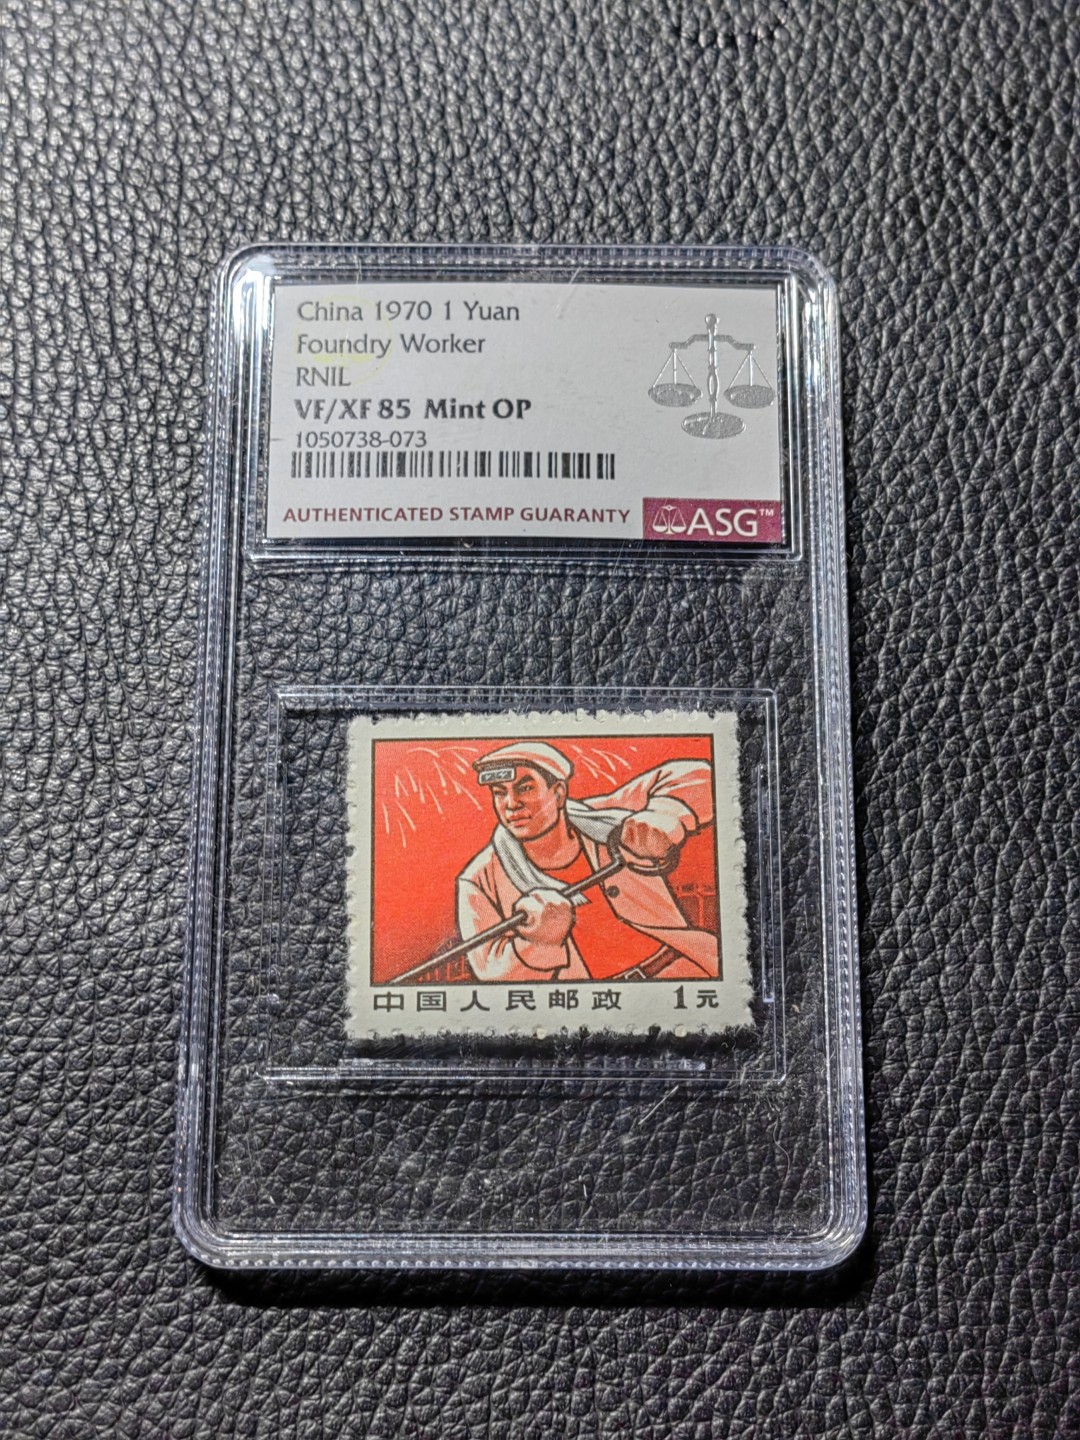 China 1970 1 Yuan
Foundry Worker
RNIL
VF/XF 85 Mint OP
1050738-073
AUTHENTICATED STAMP GUARANTY
ASG™
中国人民邮政 1元